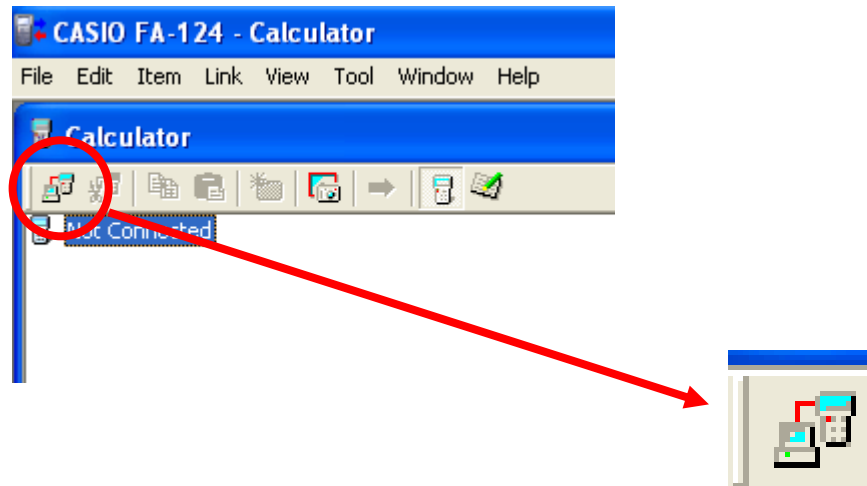 CASIO FA-124 - Calculator
File Edit Item Link View Tool Window Help
Calculator
Not Connected